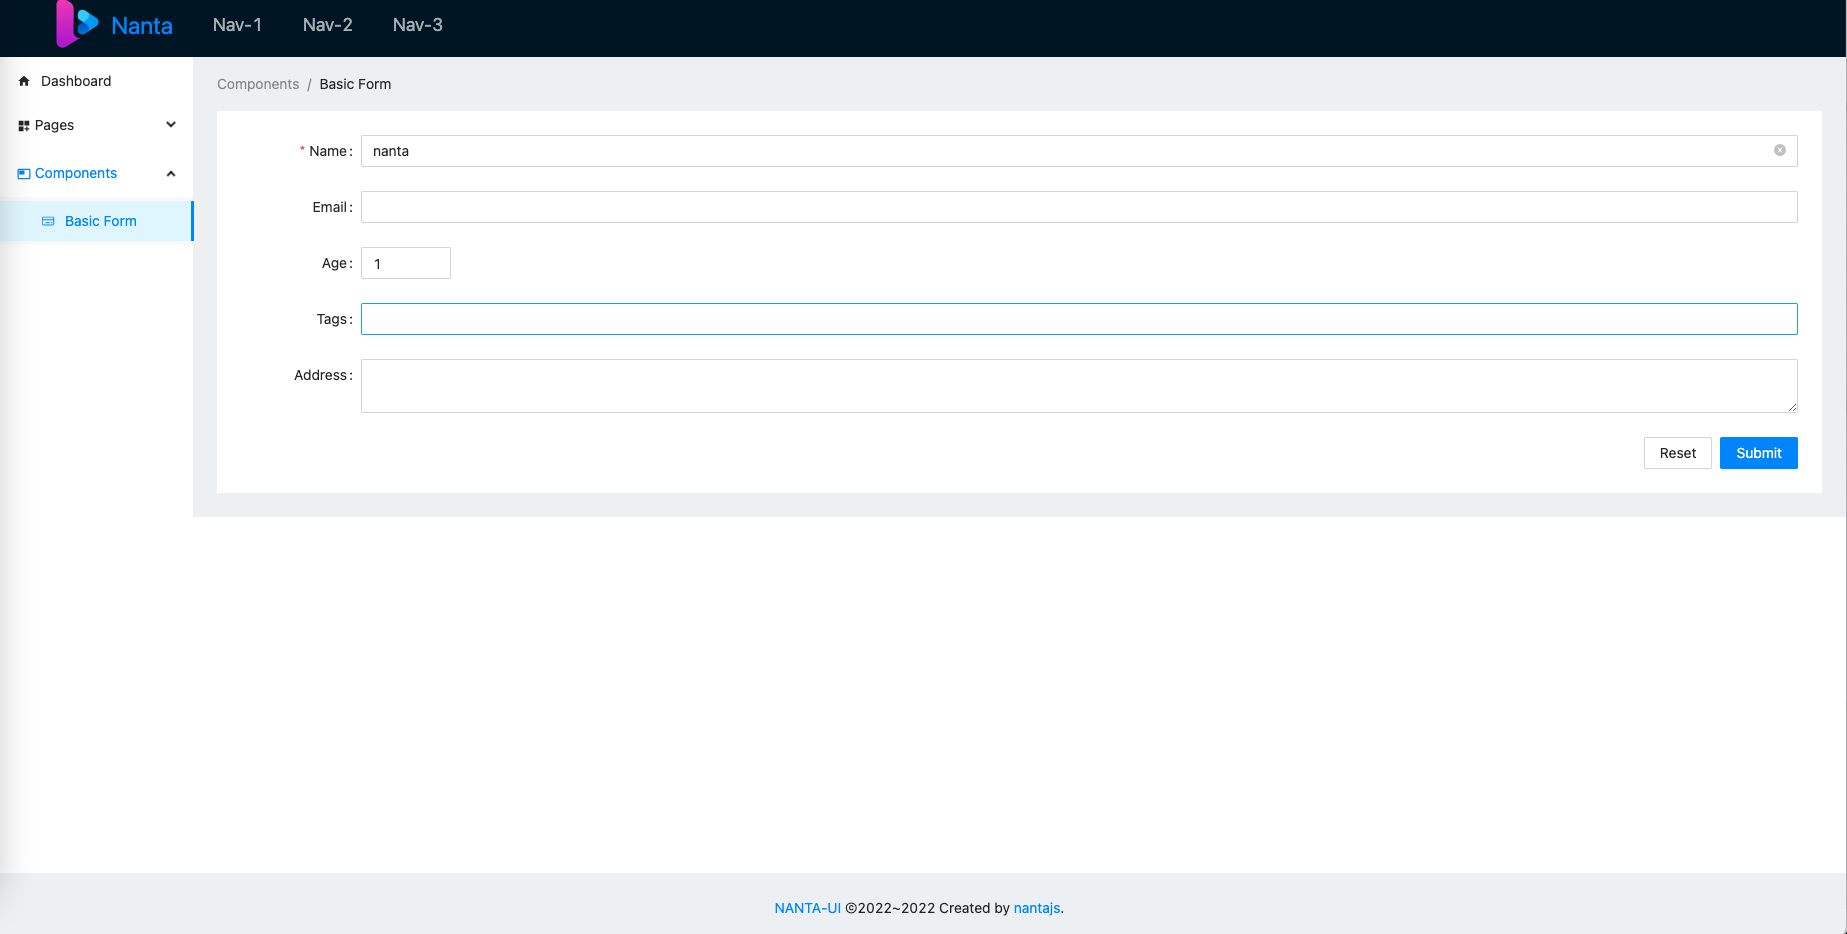 Nanta Nav-1 Nav-2 Nav-3
Dashboard
Pages
Components
Basic Form
Components / Basic Form
* Name: nanta
Email:
Age: 1
Tags:
Address:
Reset Submit
NANTA-UI ©2022~2022 Created by nantajs.